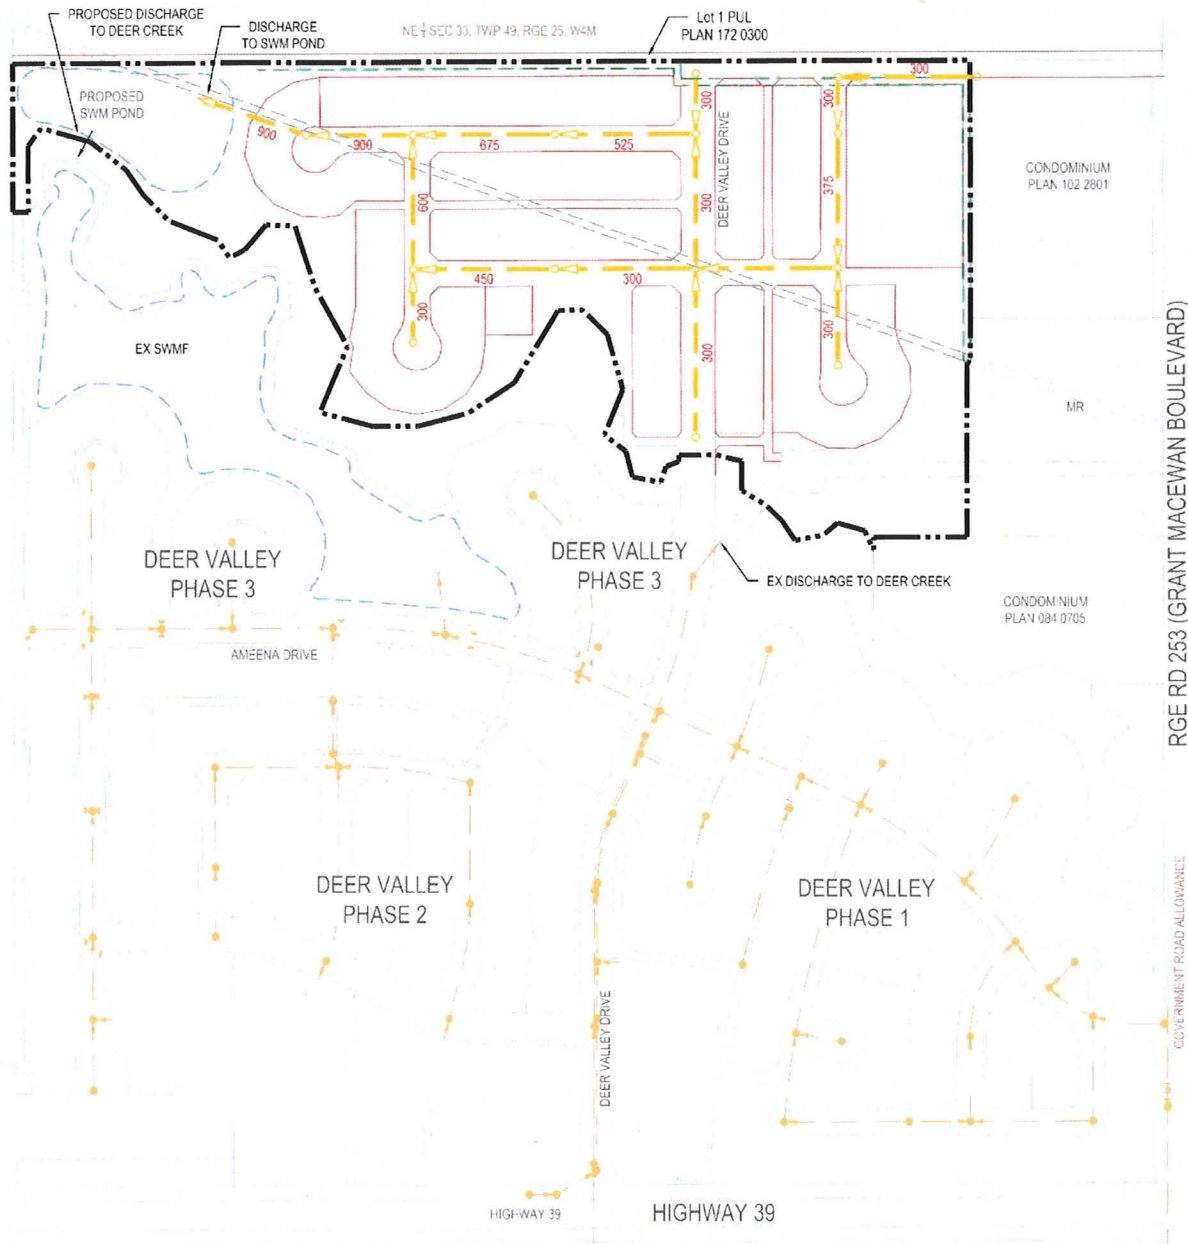 PROPOSED DISCHARGE
TO DEER CREEK
DISCHARGE
TO SWM POND
NE ¼ SEC 33, TWP 49, RGE 25, W4M
Lot 1 PUL
PLAN 172 0300
PROPOSED
SWM POND
900
900
675
525
300
300
300
DEER VALLEY DRIVE
375
600
300
450
300
300
300
300
CONDOMINIUM
PLAN 102 2801
EX SWMF
MR
RGE RD 253 (GRANT MACEWAN BOULEVARD)
DEER VALLEY
PHASE 3
DEER VALLEY
PHASE 3
EX DISCHARGE TO DEER CREEK
CONDOMINIUM
PLAN 084 0705
AMEENA DRIVE
DEER VALLEY
PHASE 2
DEER VALLEY
PHASE 1
GOVERNMENT ROAD ALLOWANCE
DEER VALLEY DRIVE
HIGHWAY 39
HIGHWAY 39